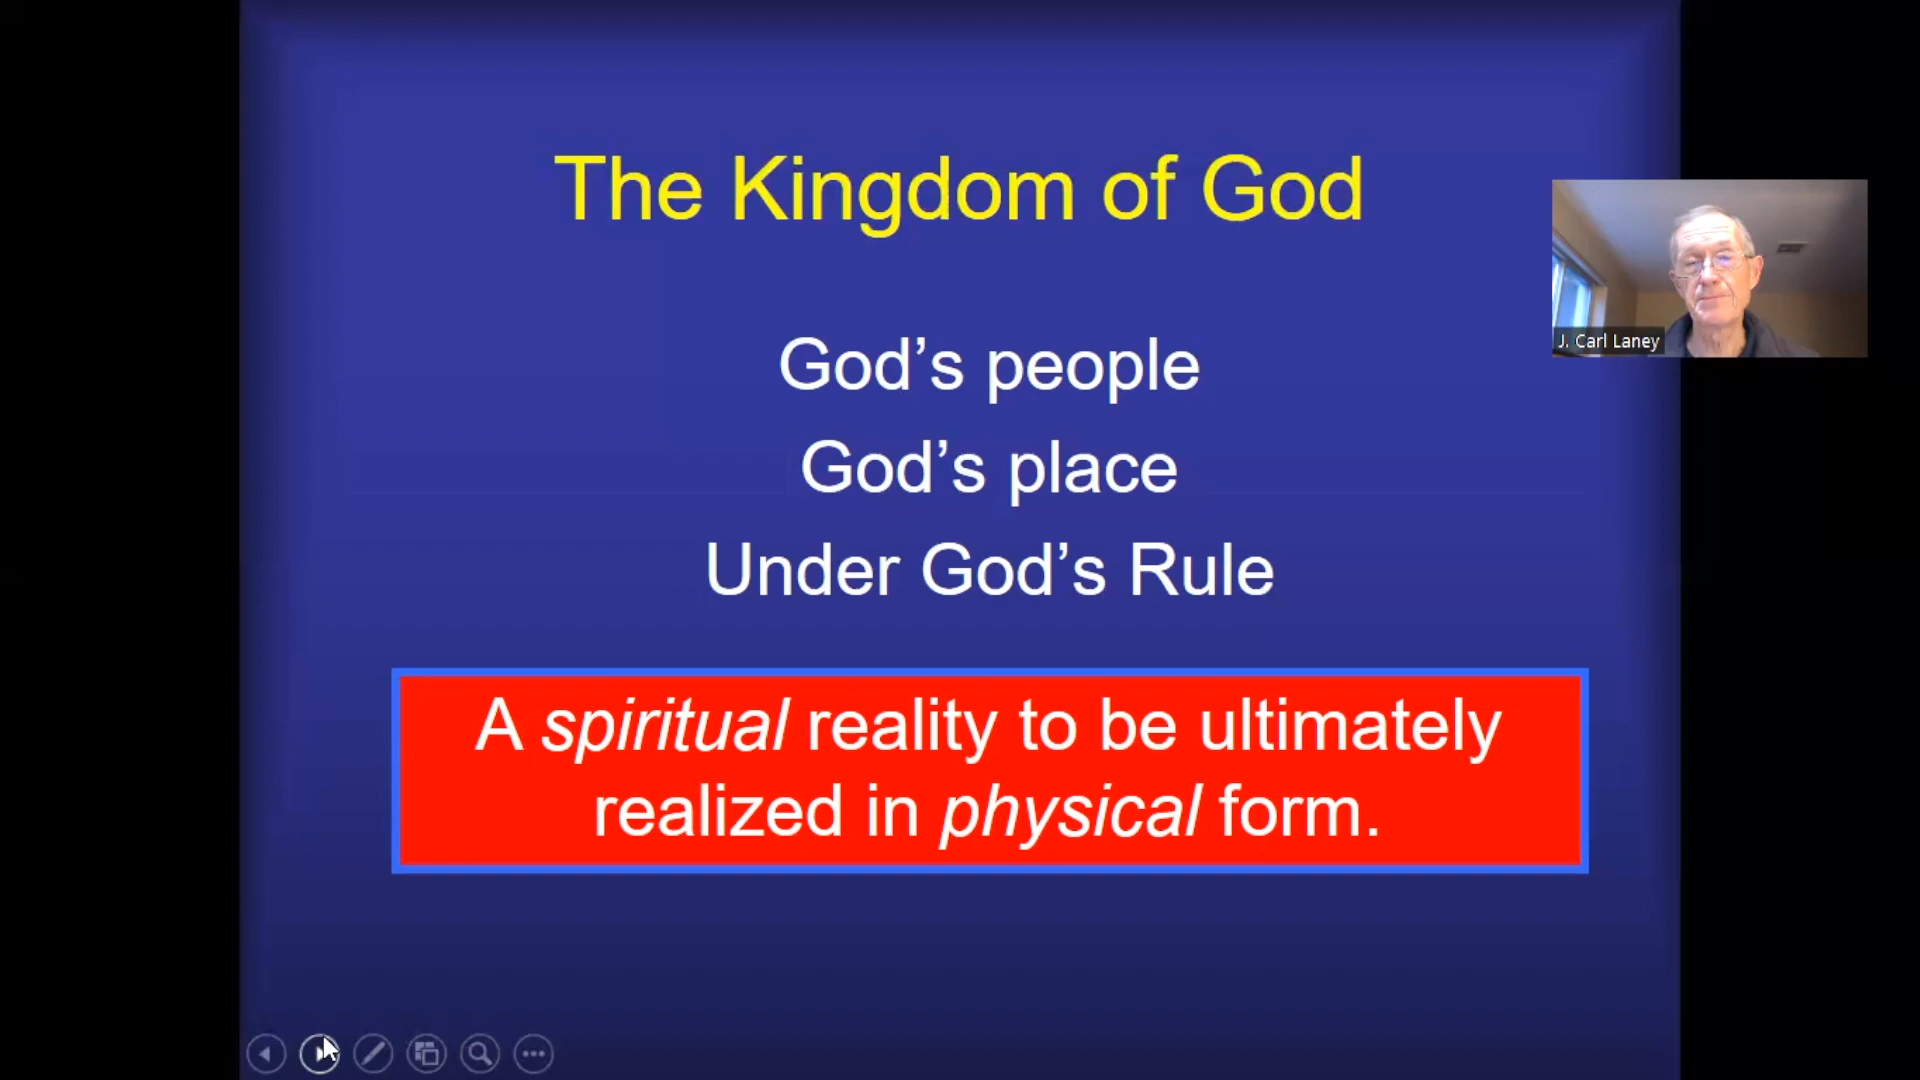 The Kingdom of God
God’s people
God’s place
Under God’s Rule
A spiritual reality to be ultimately
realized in physical form.
J. Carl Laney